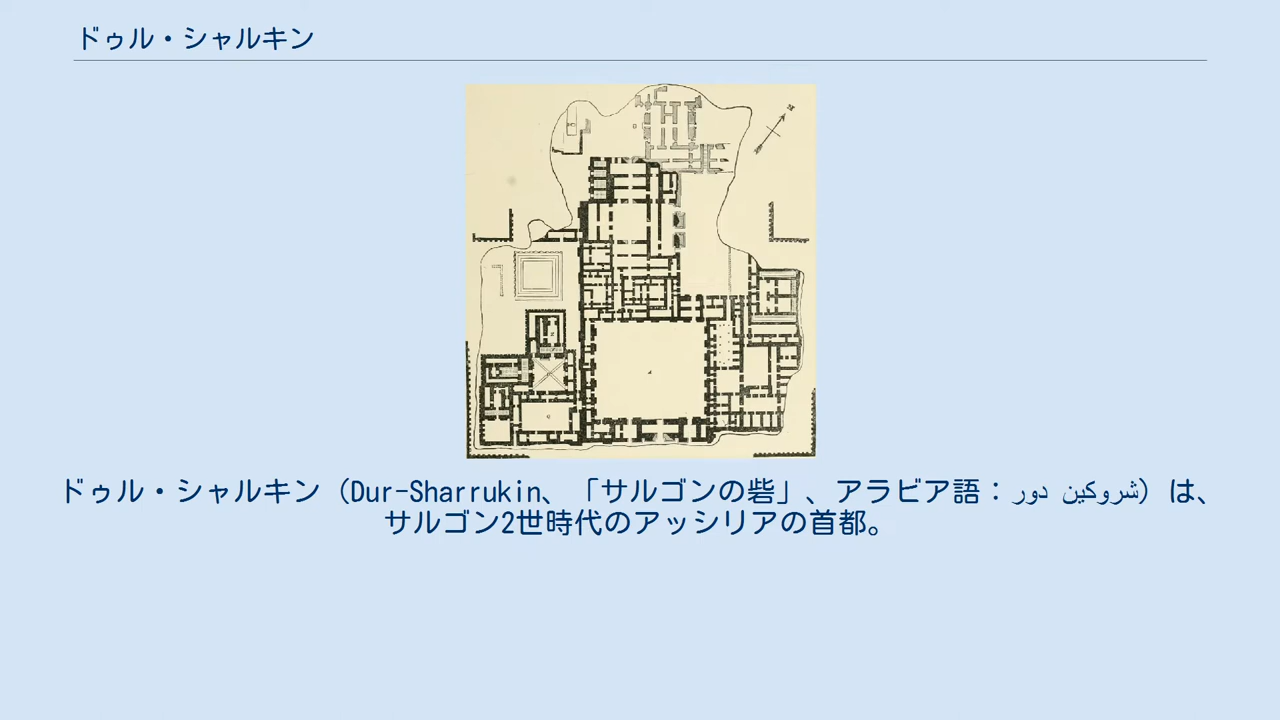 ドゥル・シャルキン
ドゥル・シャルキン（Dur-Sharrukin、「サルゴンの砦」、アラビア語：دور شروكين）は、
サルゴン2世時代のアッシリアの首都。